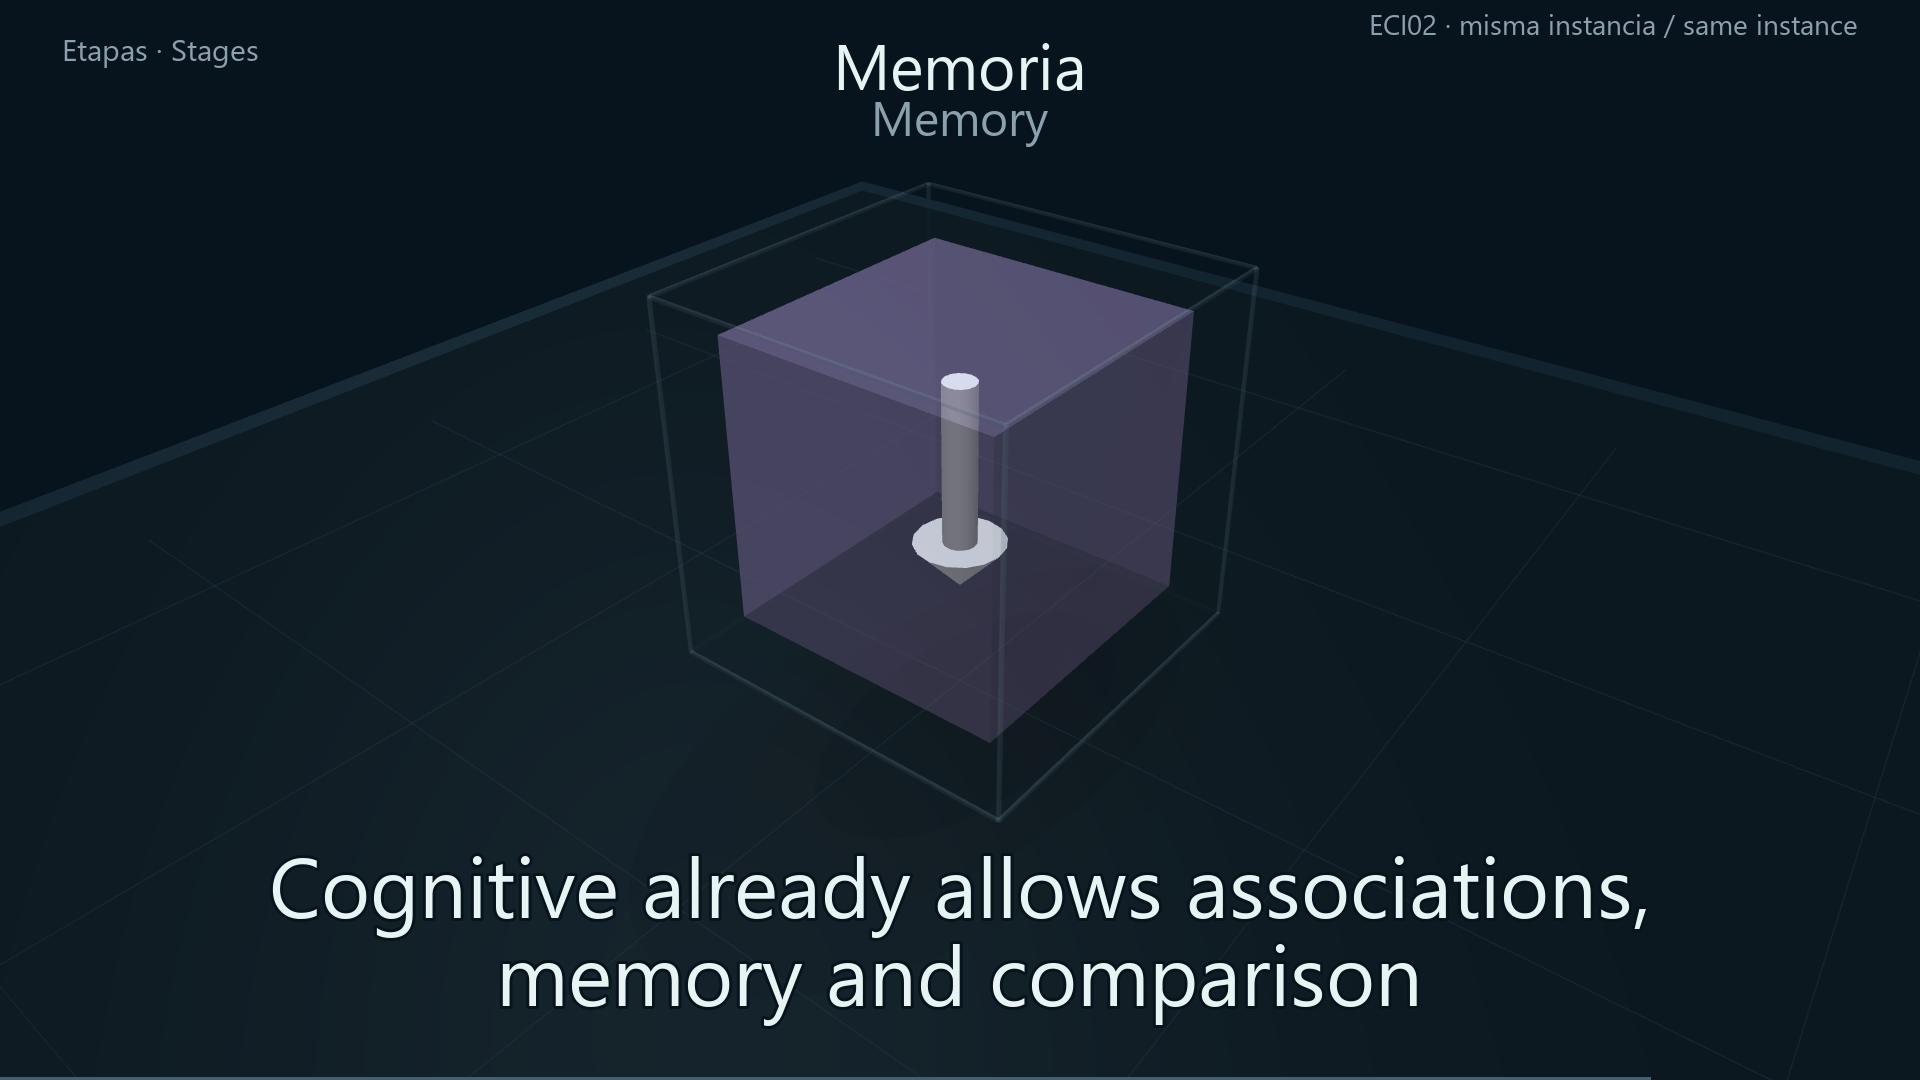 Etapas · Stages
ECI02 · misma instancia / same instance
Memoria
Memory
Cognitive already allows associations,
memory and comparison